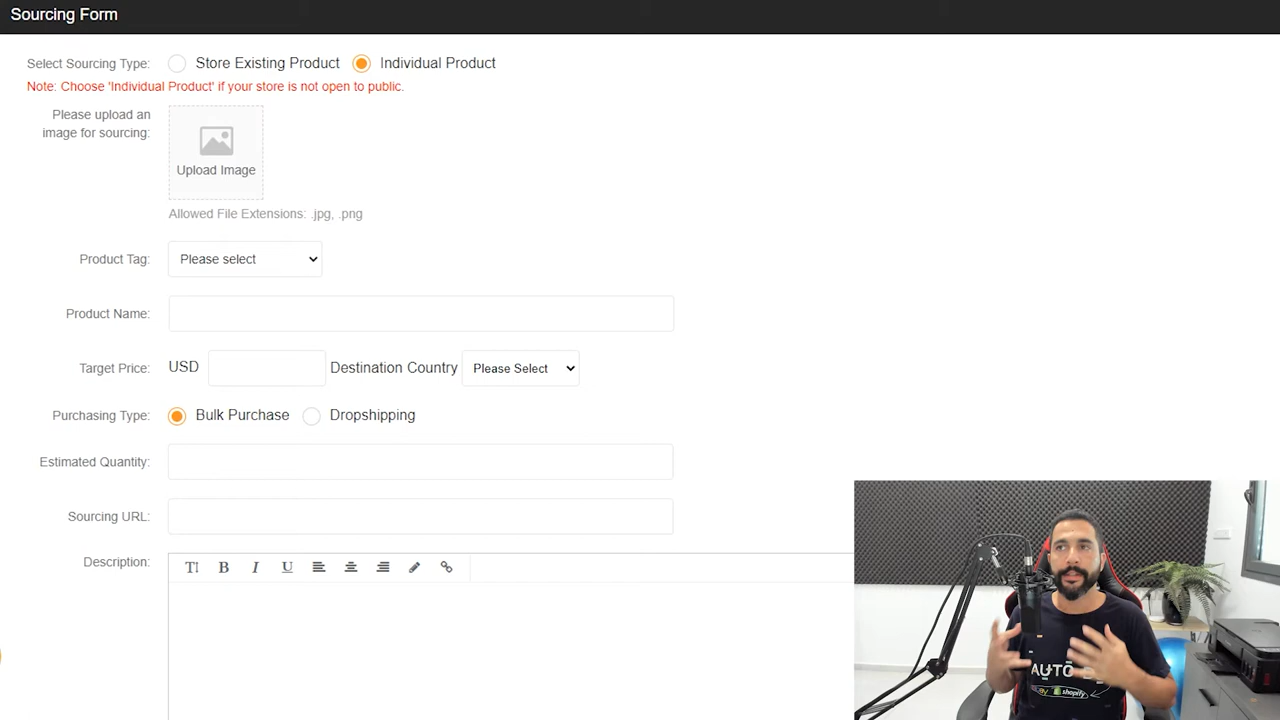 Sourcing Form
Select Sourcing Type: Store Existing Product Individual Product
Note: Choose 'Individual Product' if your store is not open to public.
Please upload an
image for sourcing:
Upload Image
Allowed File Extensions: .jpg, .png
Product Tag: Please select
Product Name:
Target Price: USD Destination Country Please Select
Purchasing Type: Bulk Purchase Dropshipping
Estimated Quantity:
Sourcing URL:
Description:
TI B I U
AUTO
shopify